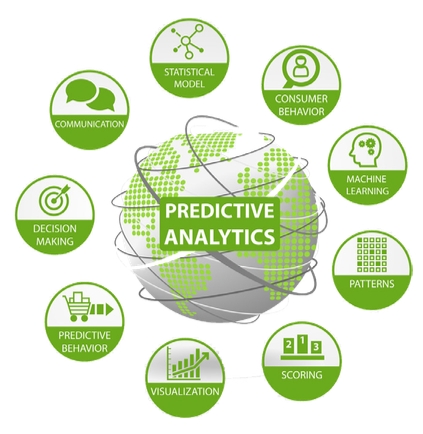 PREDICTIVE
ANALYTICS
STATISTICAL
MODEL
CONSUMER
BEHAVIOR
MACHINE
LEARNING
PATTERNS
2 1 3
SCORING
VISUALIZATION
PREDICTIVE
BEHAVIOR
DECISION
MAKING
COMMUNICATION